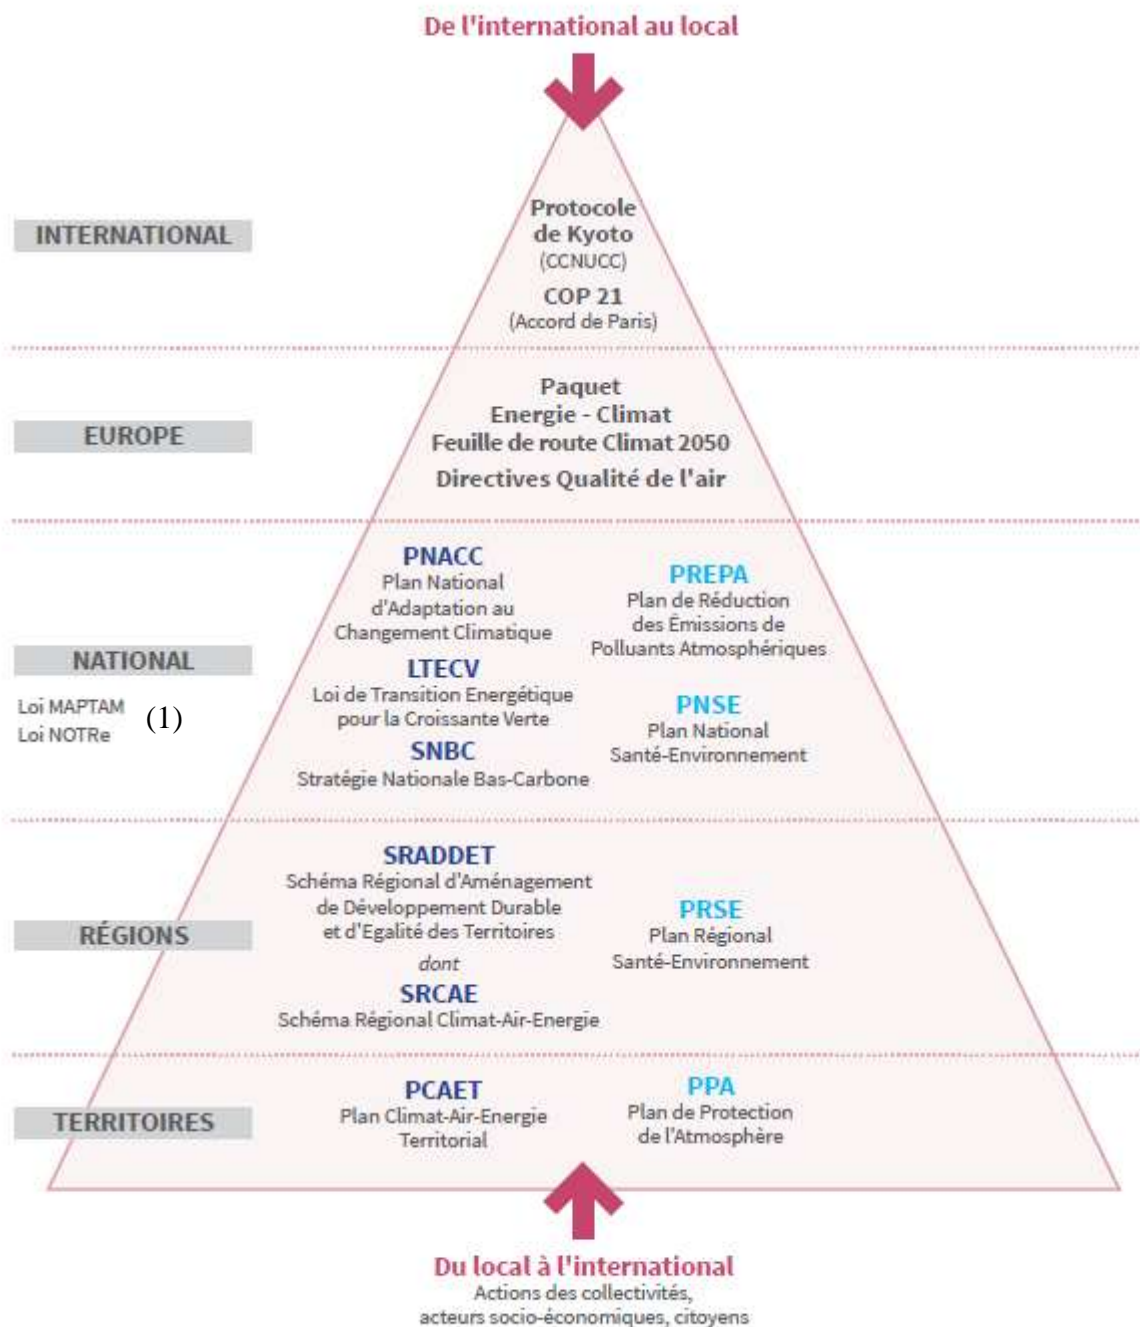 De l'international au local
INTERNATIONAL
Protocole
de Kyoto
(CCNUCC)
COP 21
(Accord de Paris)
EUROPE
Paquet
Energie - Climat
Feuille de route Climat 2050
Directives Qualité de l'air
NATIONAL
Loi MAPTAM
Loi NOTRe
(1)
PNACC
Plan National
d'Adaptation au
Changement Climatique
LTECV
Loi de Transition Energétique
pour la Croissante Verte
SNBC
Stratégie Nationale Bas-Carbone
PREPA
Plan de Réduction
des Émissions de
Polluants Atmosphériques
PNSE
Plan National
Santé-Environnement
RÉGIONS
SRADDET
Schéma Régional d'Aménagement
de Développement Durable
et d'Egalité des Territoires
dont
SRCAE
Schéma Régional Climat-Air-Energie
PRSE
Plan Régional
Santé-Environnement
TERRITOIRES
PCAET
Plan Climat-Air-Energie
Territorial
PPA
Plan de Protection
de l'Atmosphère
Du local à l'international
Actions des collectivités,
acteurs socio-économiques, citoyens